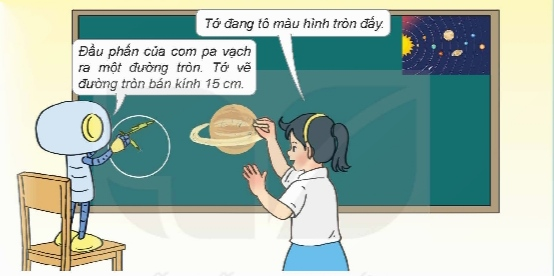 Tớ đang tô màu hình tròn đấy.
Đầu phấn của com pa vạch
ra một đường tròn. Tớ vẽ
đường tròn bán kính 15 cm.